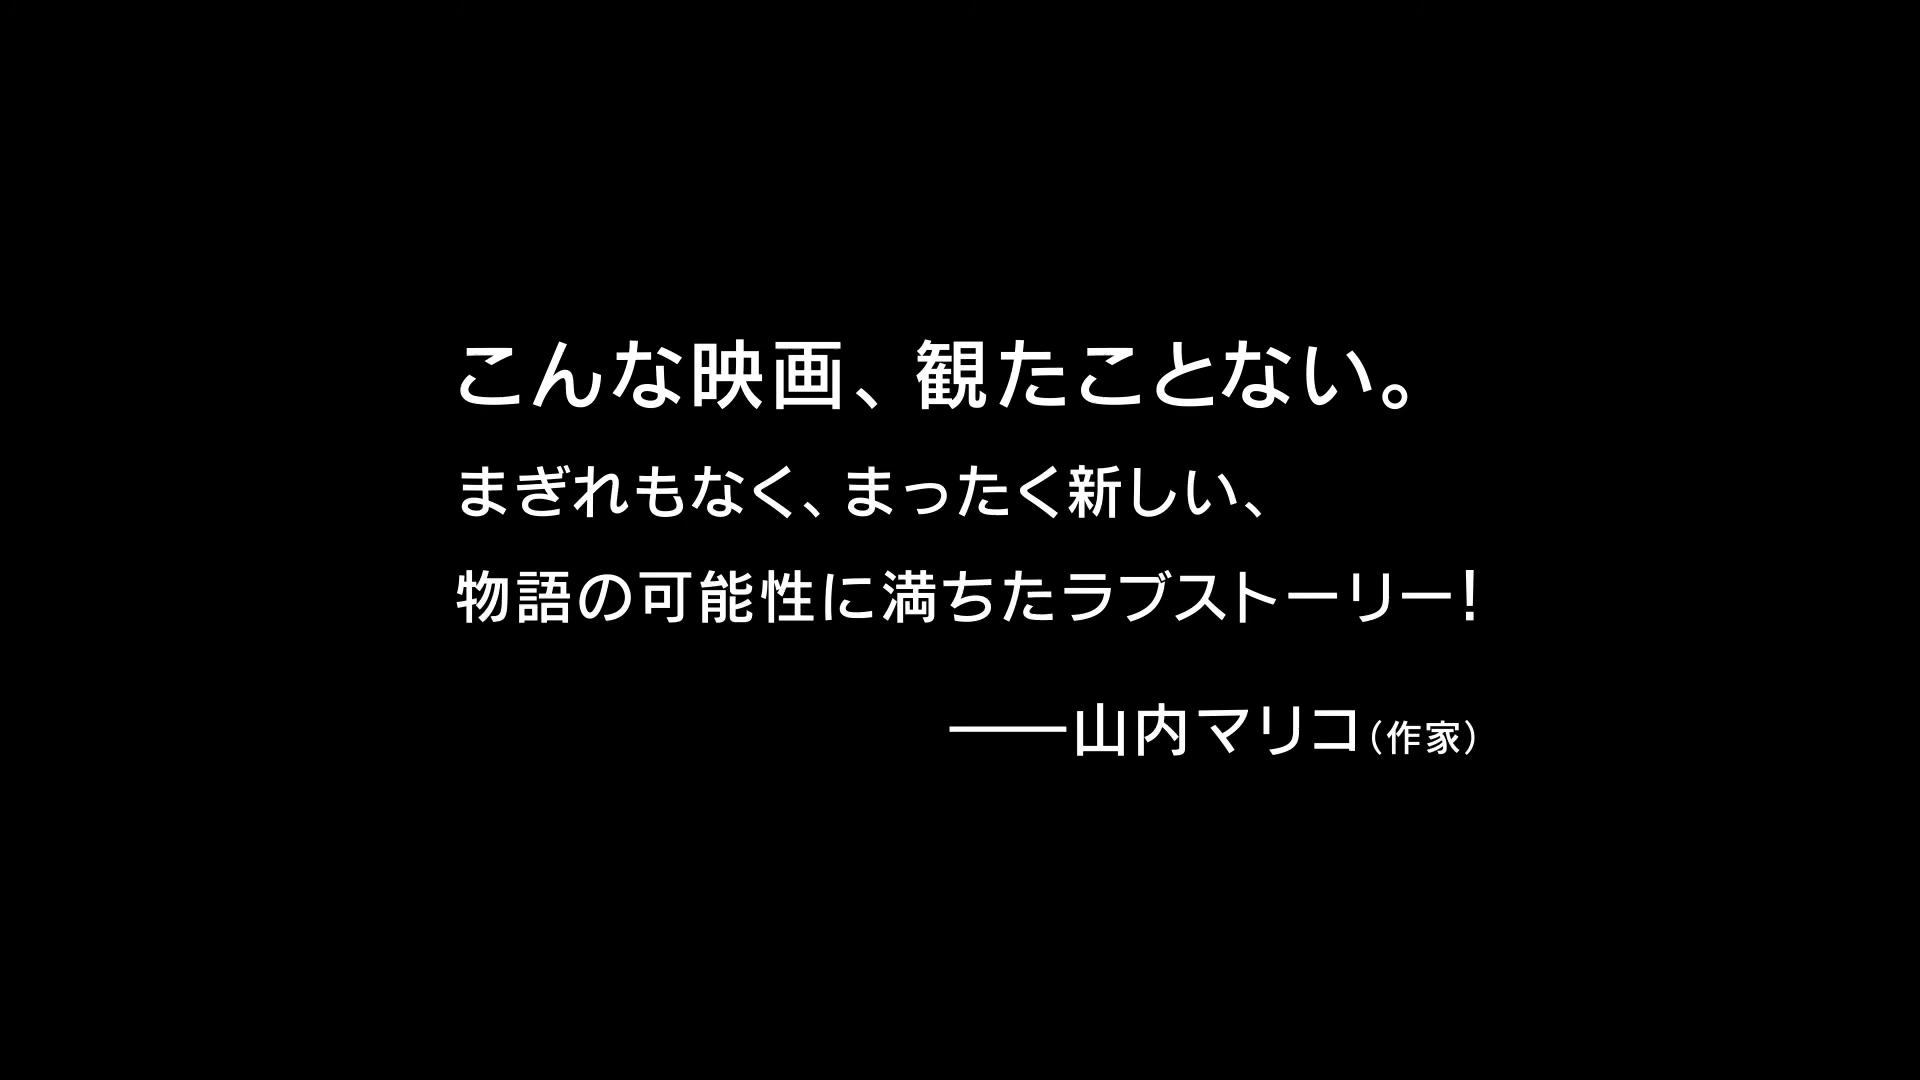 こんな映画、観たことない。
まぎれもなく、まったく新しい、
物語の可能性に満ちたラブストーリー!
——山内マリコ(作家)